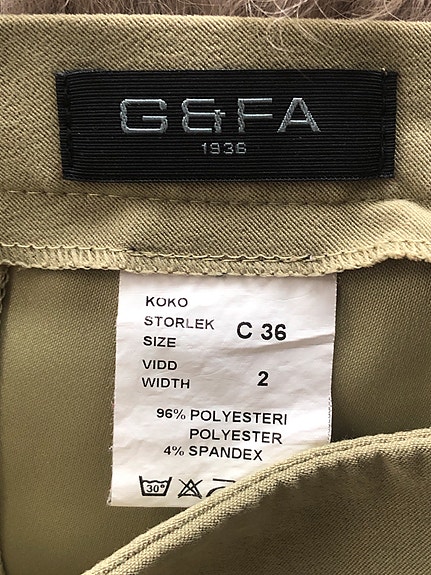 G&FA
1936
KOKO
STORLEK
SIZE
C 36
VIDD
WIDTH
2
96% POLYESTERI
POLYESTER
4% SPANDEX
30°